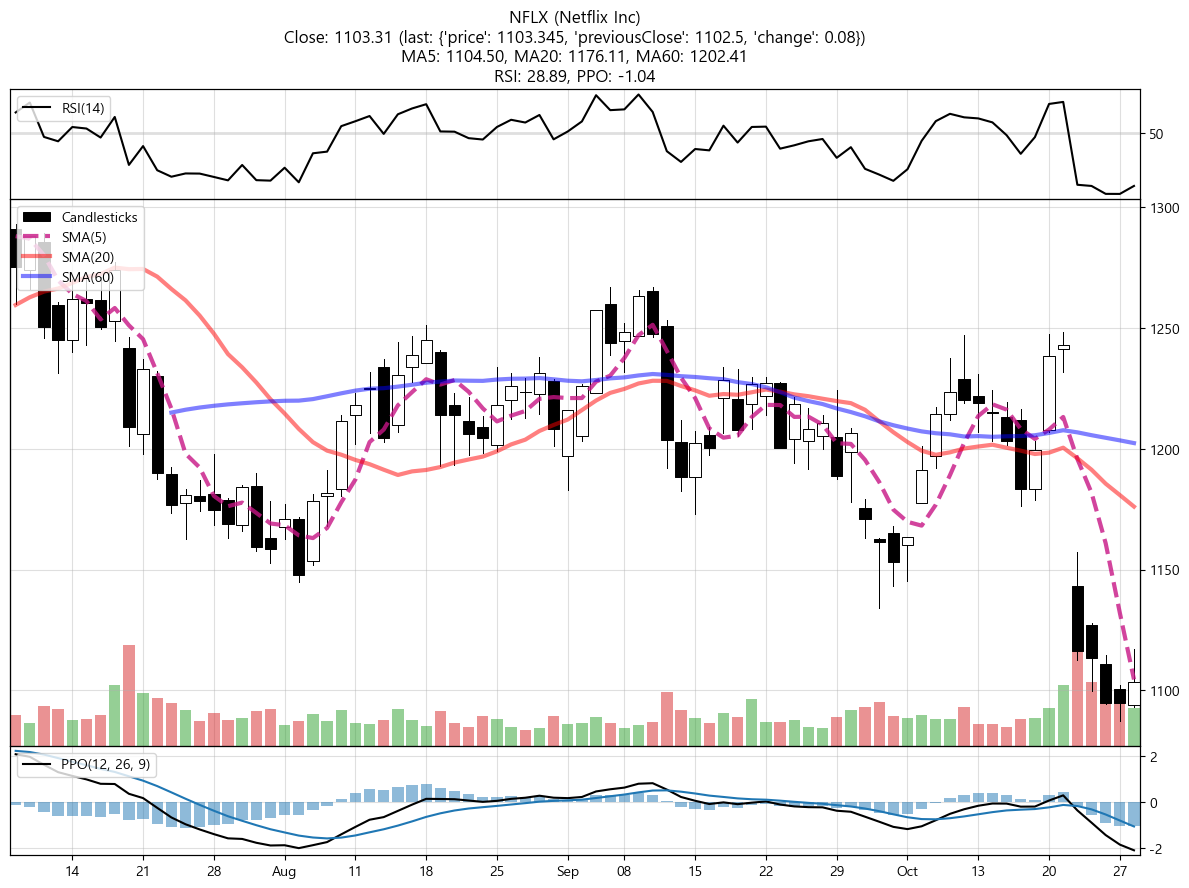 NFLX (Netflix Inc)
Close: 1103.31 (last: {'price': 1103.345, 'previousClose': 1102.5, 'change': 0.08})
MA5: 1104.50, MA20: 1176.11, MA60: 1202.41
RSI: 28.89, PPO: -1.04
RSI(14)
50
Candlesticks
SMA(5)
SMA(20)
SMA(60)
1300
1250
1200
1150
1100
PPO(12, 26, 9)
2
0
-2
14 21 28 Aug 11 18 25 Sep 08 15 22 29 Oct 13 20 27